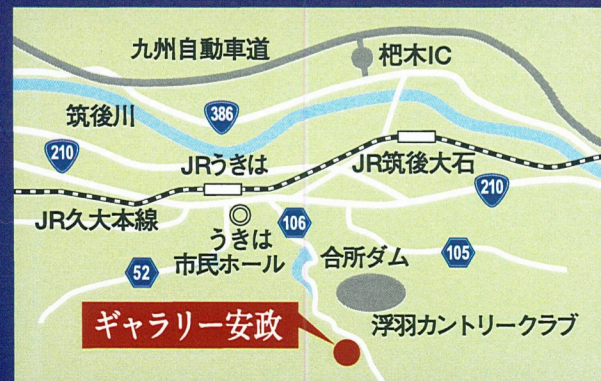 九州自動車道
杷木IC
筑後川
386
210
JRうきは
JR筑後大石
210
JR久大本線
うきは
市民ホール
106
合所ダム
105
52
ギャラリー安政
浮羽カントリークラブ